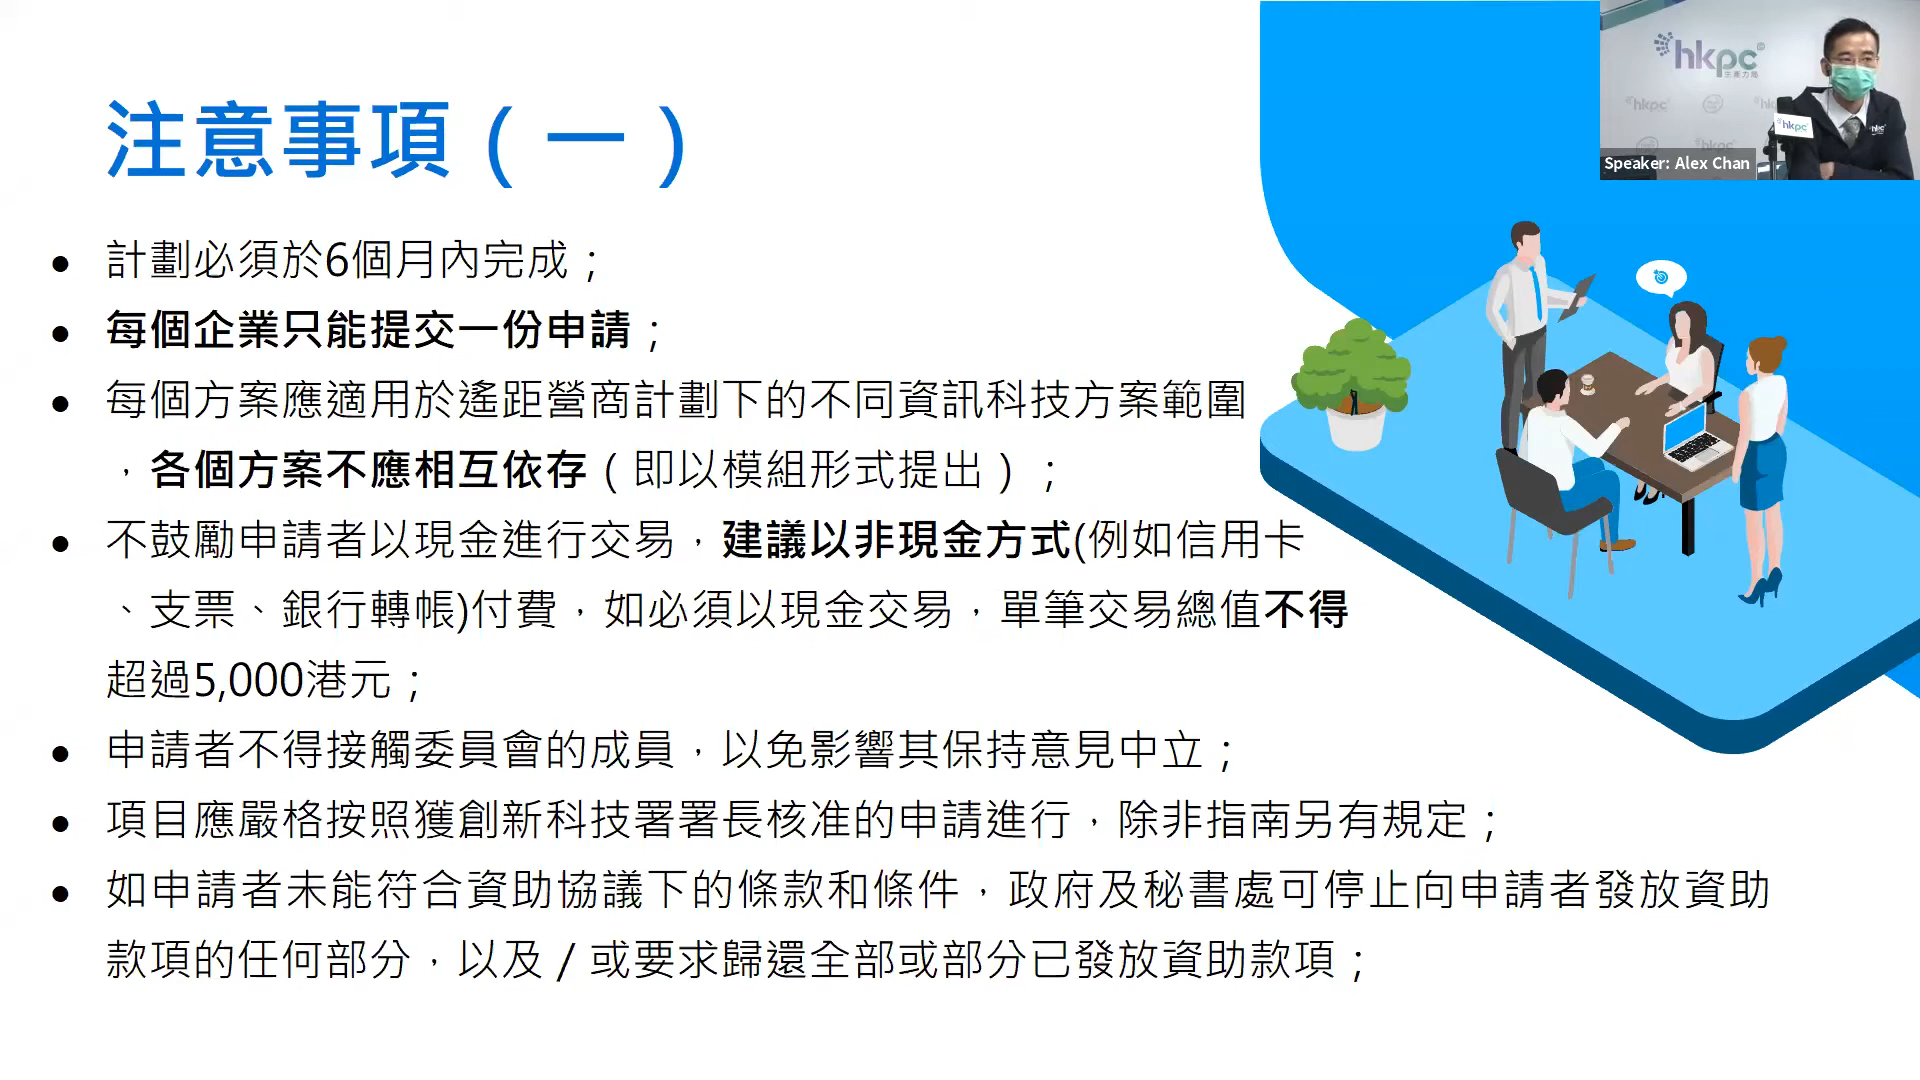 注意事項（一）
hkpc
生產力局
hkpc
hkpc
hkpc
Speaker: Alex Chan
● 計劃必須於6個月內完成；
● 每個企業只能提交一份申請；
● 每個方案應適用於遙距營商計劃下的不同資訊科技方案範圍
，各個方案不應相互依存（即以模組形式提出）；
● 不鼓勵申請者以現金進行交易，建議以非現金方式(例如信用卡
、支票、銀行轉帳)付費，如必須以現金交易，單筆交易總值不得
超過5,000港元；
● 申請者不得接觸委員會的成員，以免影響其保持意見中立；
● 項目應嚴格按照獲創新科技署署長核准的申請進行，除非指南另有規定；
● 如申請者未能符合資助協議下的條款和條件，政府及秘書處可停止向申請者發放資助
款項的任何部分，以及 / 或要求歸還全部或部分已發放資助款項；